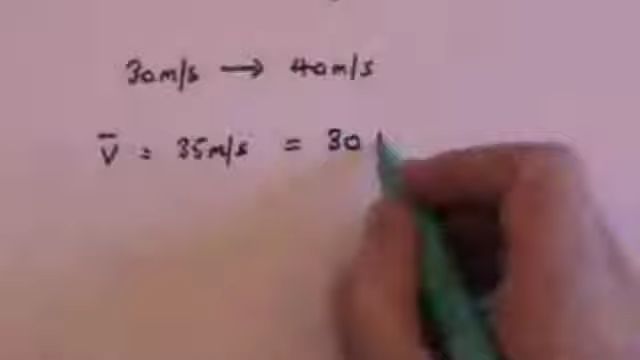 30m/s → 40m/s
v̄ = 35m/s = 30